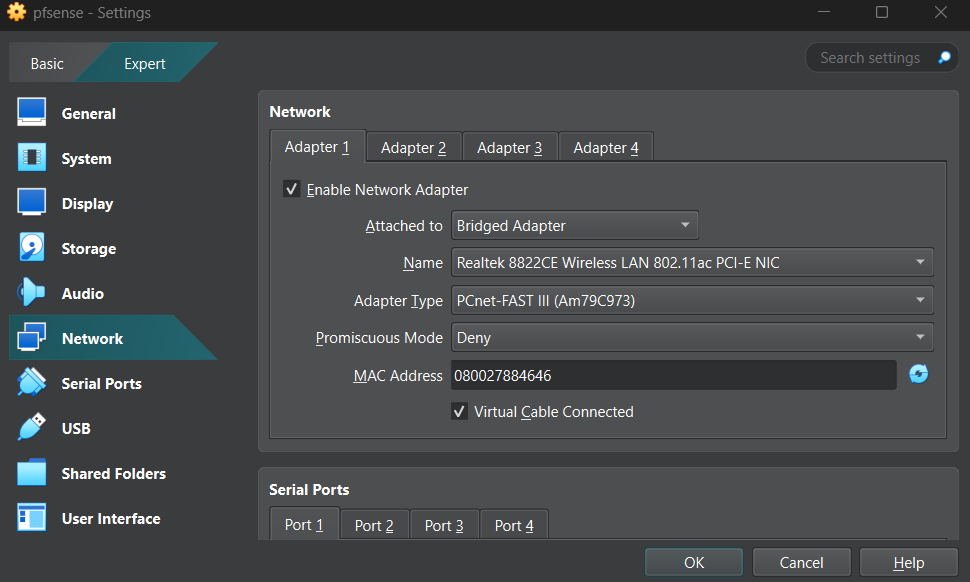 pfsense - Settings
Basic
Expert
Search settings
General
System
Display
Storage
Audio
Network
Serial Ports
USB
Shared Folders
User Interface
Network
Adapter 1
Adapter 2
Adapter 3
Adapter 4
Enable Network Adapter
Attached to
Bridged Adapter
Name
Realtek 8822CE Wireless LAN 802.11ac PCI-E NIC
Adapter Type
PCnet-FAST III (Am79C973)
Promiscuous Mode
Deny
MAC Address
080027884646
Virtual Cable Connected
Serial Ports
Port 1
Port 2
Port 3
Port 4
OK
Cancel
Help